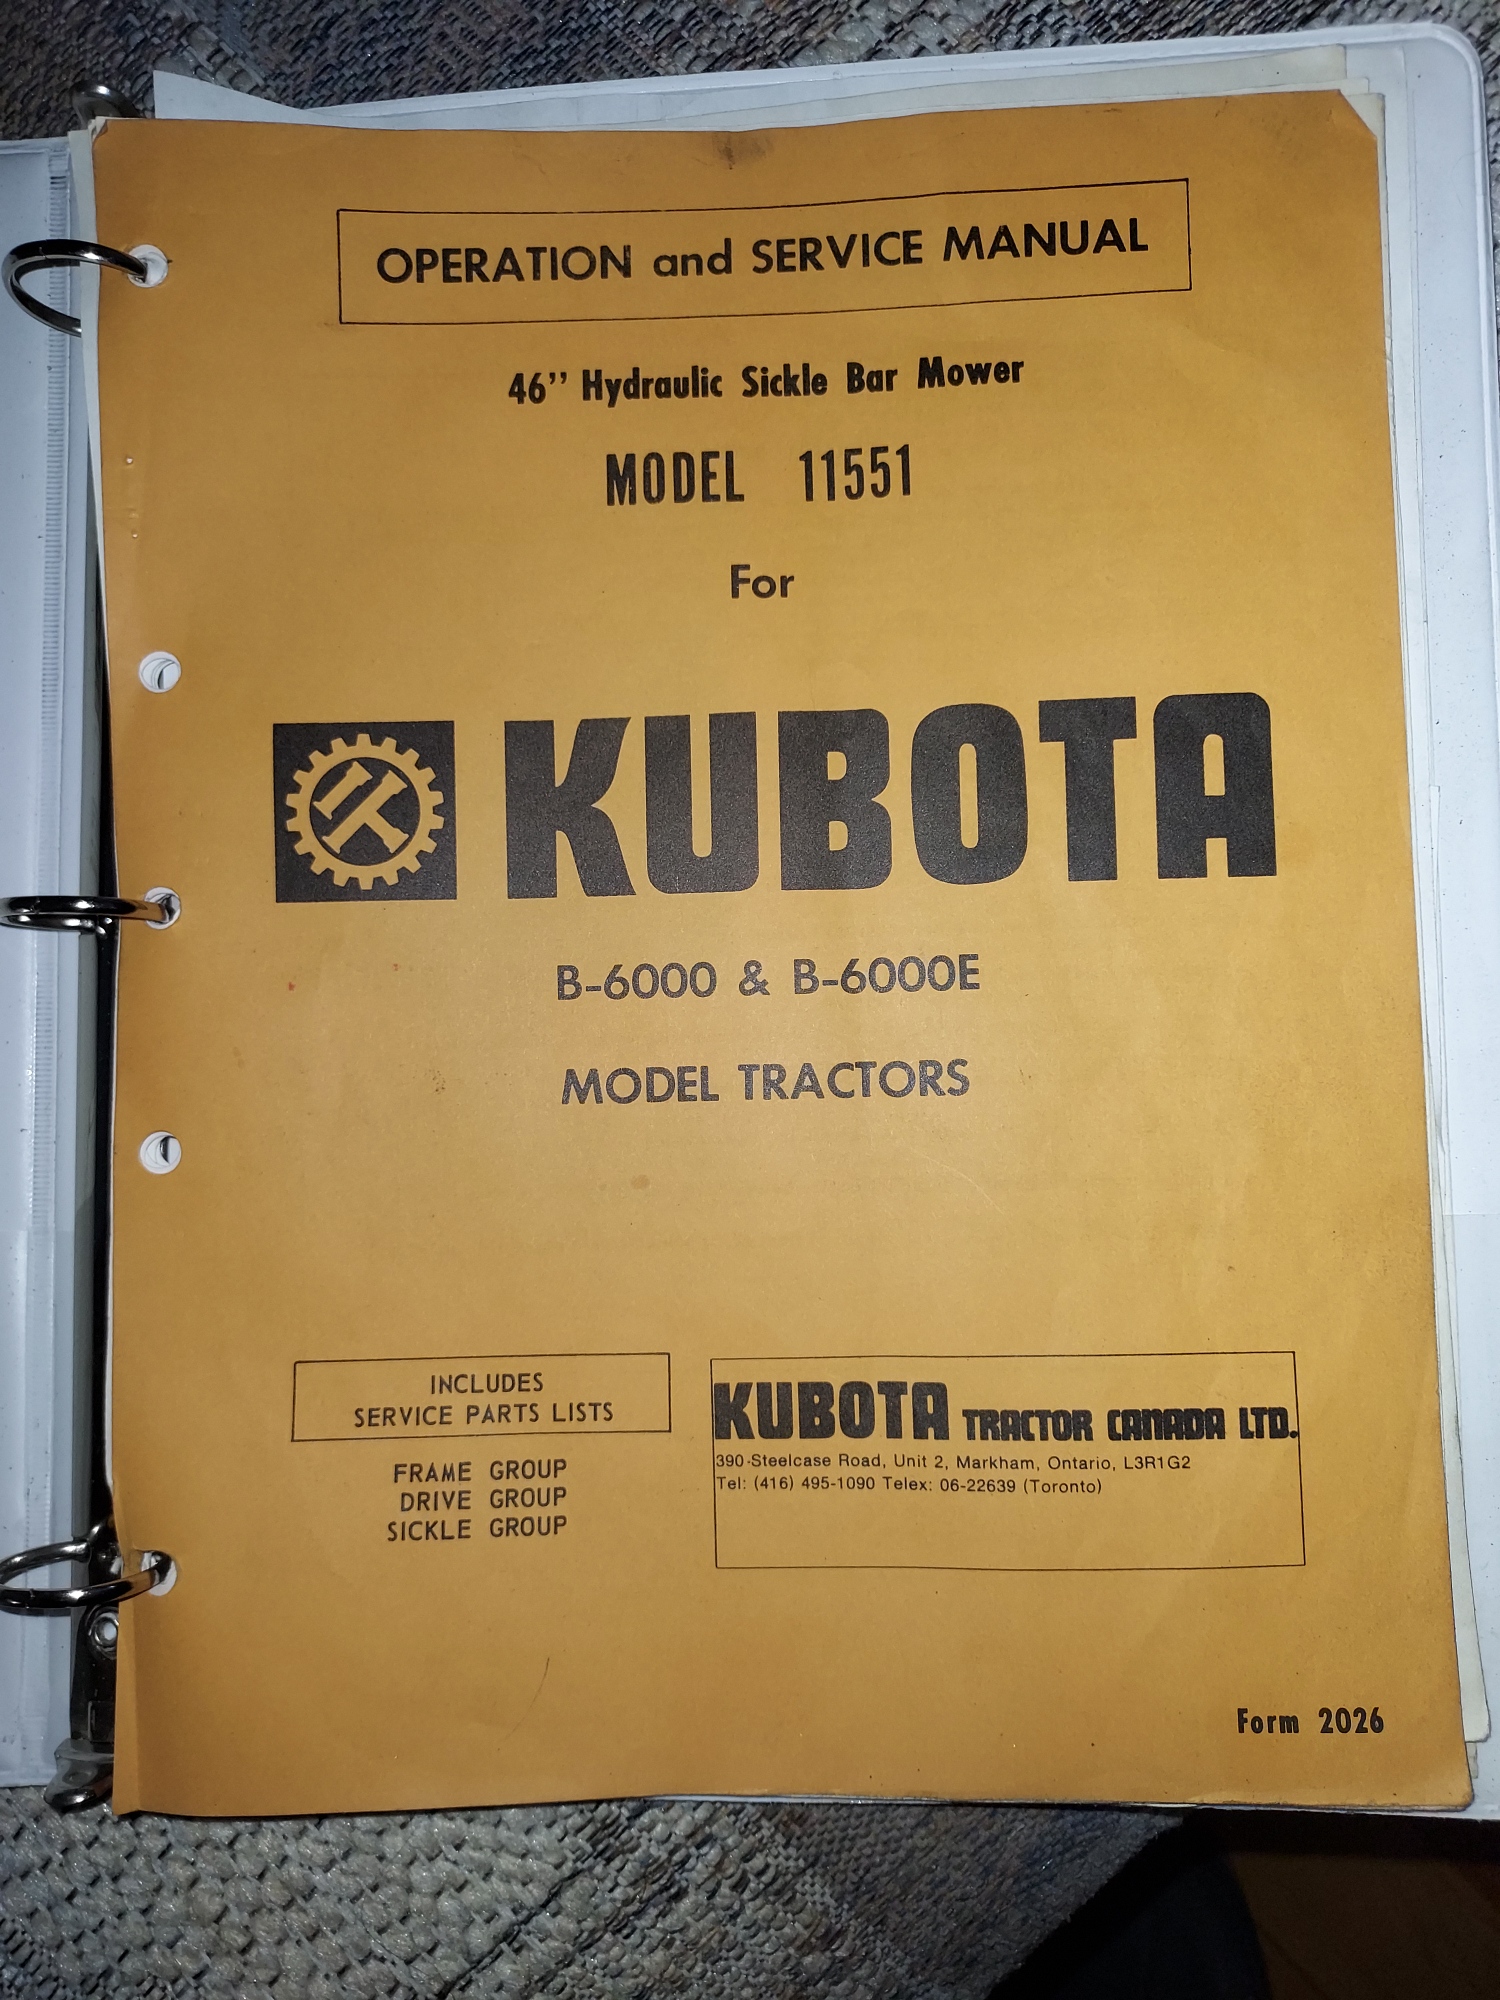 OPERATION and SERVICE MANUAL
46" Hydraulic Sickle Bar Mower
MODEL 11551
For
KUBOTA
B-6000 & B-6000E
MODEL TRACTORS
INCLUDES
SERVICE PARTS LISTS
FRAME GROUP
DRIVE GROUP
SICKLE GROUP
KUBOTA TRACTOR CANADA LTD.
390-Steelcase Road, Unit 2, Markham, Ontario, L3R1G2
Tel: (416) 495-1090 Telex: 06-22639 (Toronto)
Form 2026